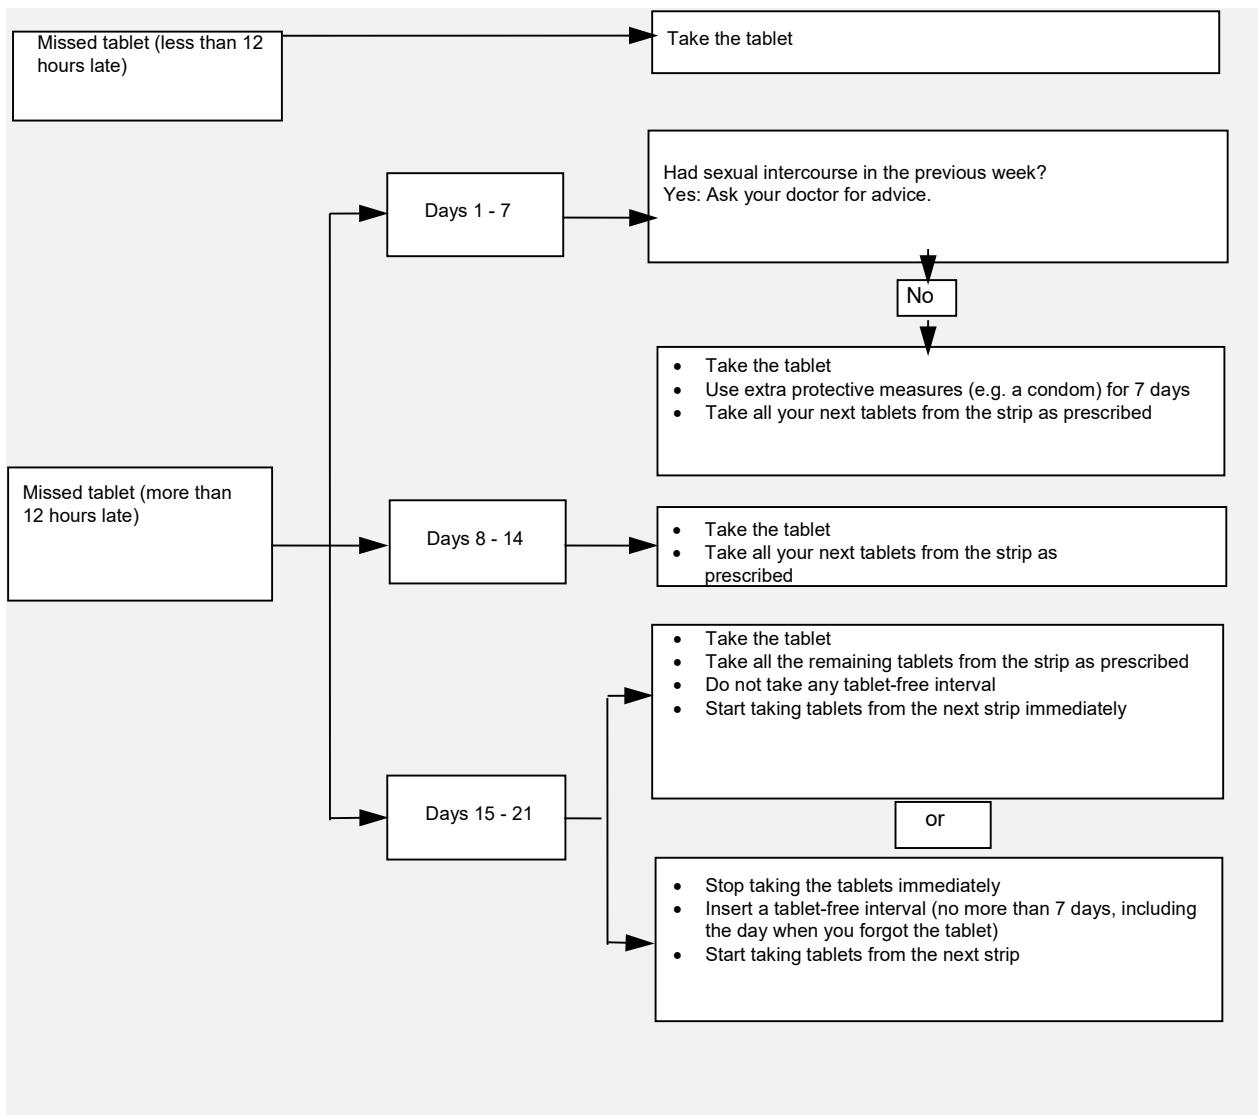 Missed tablet (less than 12
hours late)
Take the tablet
Had sexual intercourse in the previous week?
Yes: Ask your doctor for advice.
Days 1 - 7
No
• Take the tablet
• Use extra protective measures (e.g. a condom) for 7 days
• Take all your next tablets from the strip as prescribed
Missed tablet (more than
12 hours late)
Days 8 - 14
• Take the tablet
• Take all your next tablets from the strip as
prescribed
• Take the tablet
• Take all the remaining tablets from the strip as prescribed
• Do not take any tablet-free interval
• Start taking tablets from the next strip immediately
Days 15 - 21
or
• Stop taking the tablets immediately
• Insert a tablet-free interval (no more than 7 days, including
the day when you forgot the tablet)
• Start taking tablets from the next strip